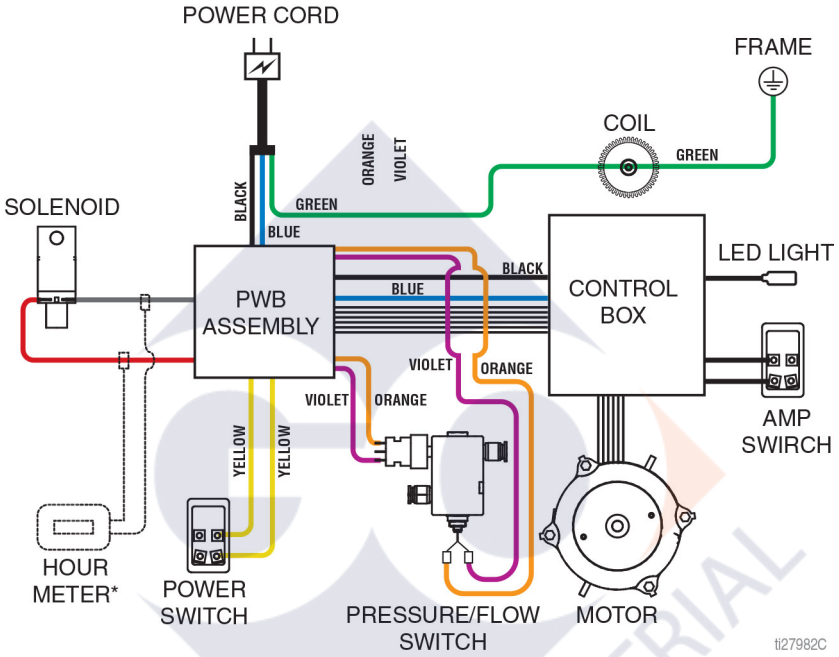 POWER CORD
FRAME
COIL
ORANGE
VIOLET
GREEN
BLACK
GREEN
SOLENOID
BLUE
LED LIGHT
BLACK
BLUE
PWB
ASSEMBLY
CONTROL
BOX
VIOLET
ORANGE
VIOLET
ORANGE
AMP
SWIRCH
YELLOW
YELLOW
HOUR
METER*
POWER
SWITCH
PRESSURE/FLOW
SWITCH
MOTOR
ti27982C
ERIAL